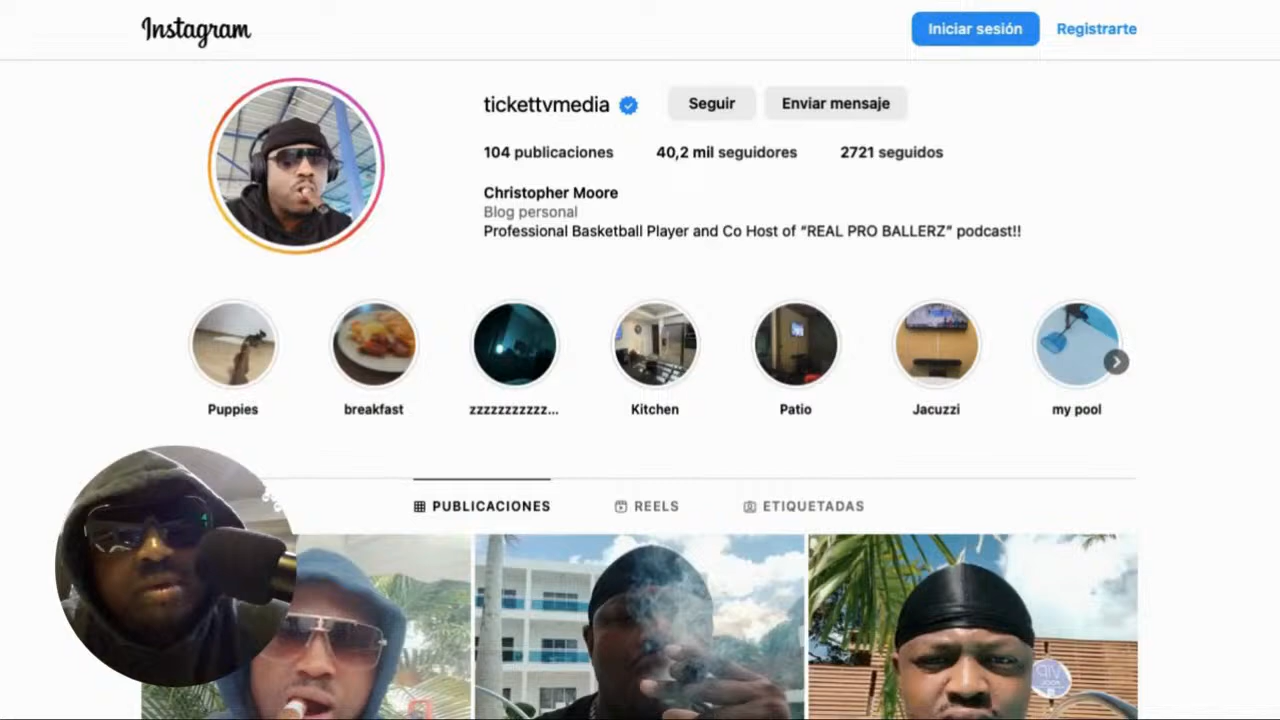 Instagram
Iniciar sesión
Registrarte
tickettvmedia
Seguir
Enviar mensaje
104 publicaciones
40,2 mil seguidores
2721 seguidos
Christopher Moore
Blog personal
Professional Basketball Player and Co Host of “REAL PRO BALLERZ” podcast!!
Puppies
breakfast
zzzzzzzzzzz...
Kitchen
Patio
Jacuzzi
my pool
PUBLICACIONES
REELS
ETIQUETADAS